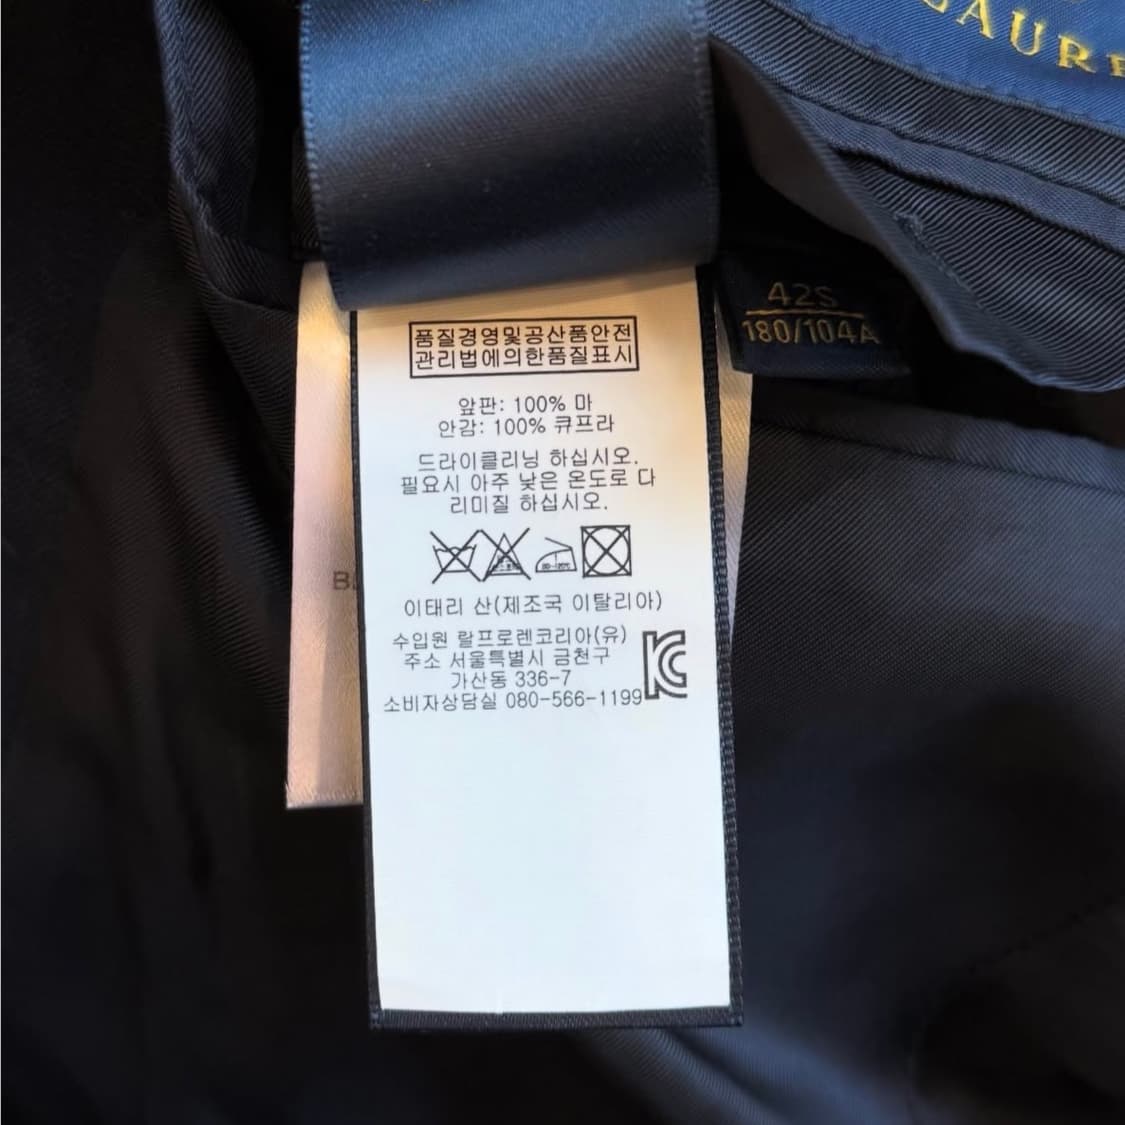 LAURE
42S
180/104A
품질경영및공산품안전
관리법에의한품질표시
앞판: 100% 마
안감: 100% 큐프라
드라이클리닝 하십시오.
필요시 아주 낮은 온도로 다
리미질 하십시오.
이태리 산(제조국 이탈리아)
수입원 랄프로렌코리아(유)
주소 서울특별시 금천구
가산동 336-7
소비자상담실 080-566-1199